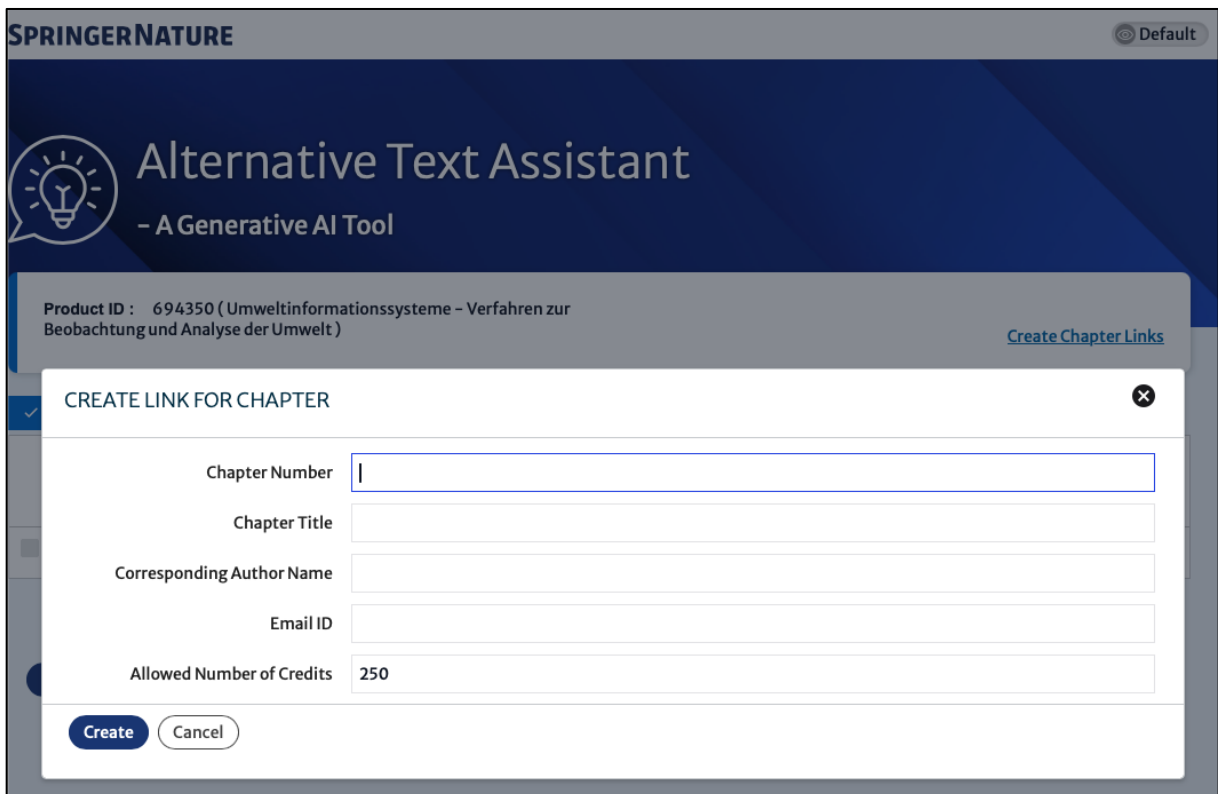 SPRINGER NATURE
Default
Alternative Text Assistant
– A Generative AI Tool
Product ID : 694350 ( Umweltinformationssysteme – Verfahren zur
Beobachtung und Analyse der Umwelt )
Create Chapter Links
CREATE LINK FOR CHAPTER
Chapter Number
Chapter Title
Corresponding Author Name
Email ID
Allowed Number of Credits 250
Create Cancel